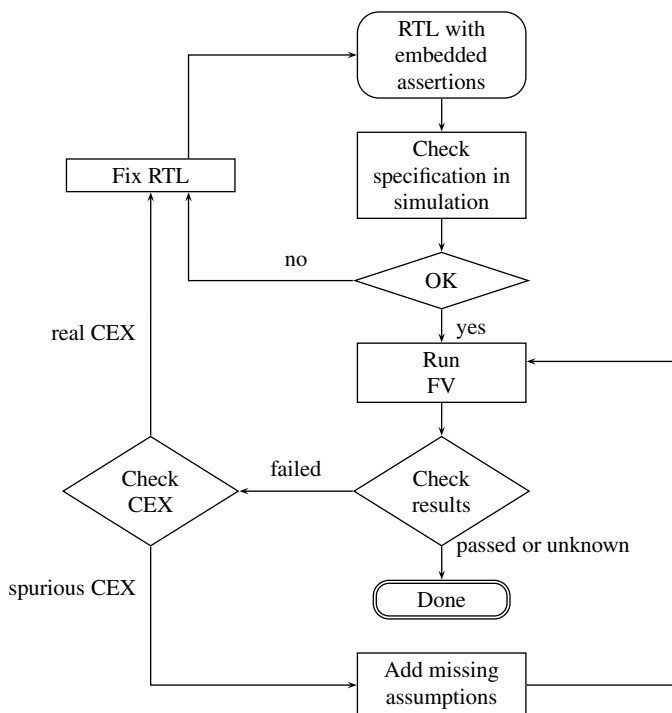 RTL with
embedded
assertions
Check
specification in
simulation
Fix RTL
no
OK
yes
real CEX
Run
FV
failed
Check
CEX
Check
results
passed or unknown
spurious CEX
Done
Add missing
assumptions